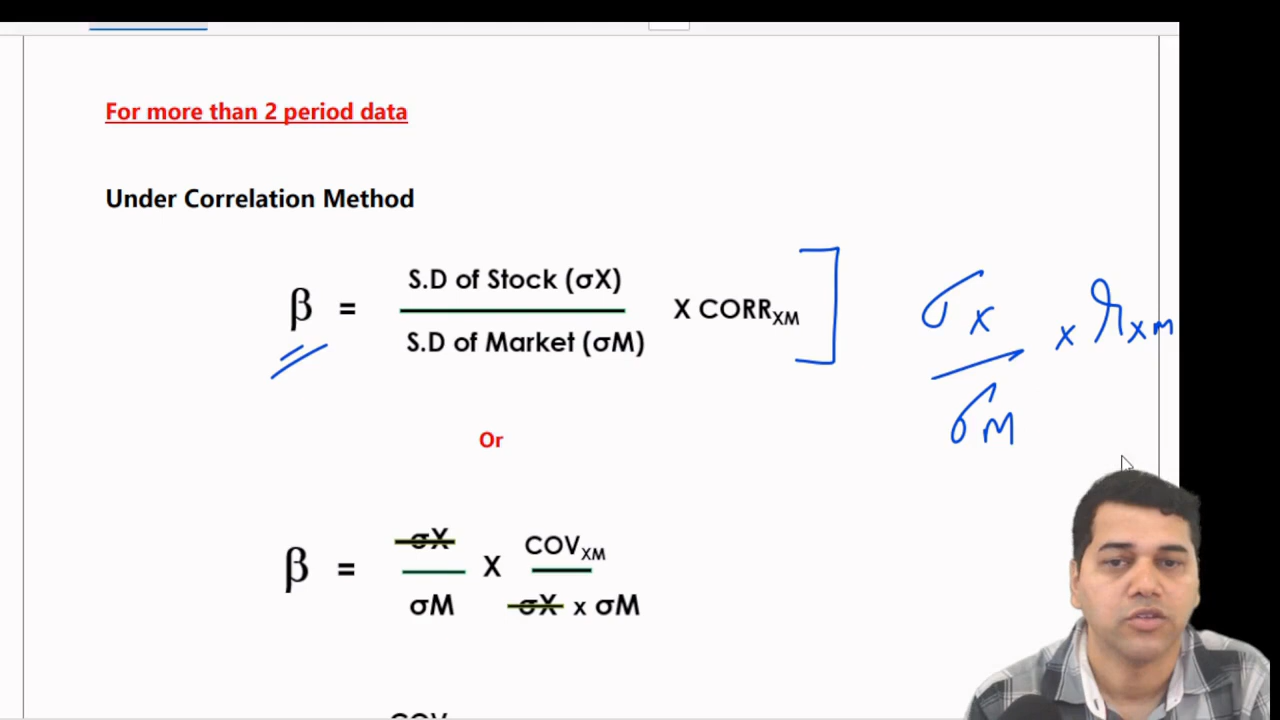 For more than 2 period data
Under Correlation Method
β = S.D of Stock (σX) / S.D of Market (σM) X CORRXM
σx / σM x rxm
Or
β = σX / σM X COVXM / σX x σM
COV